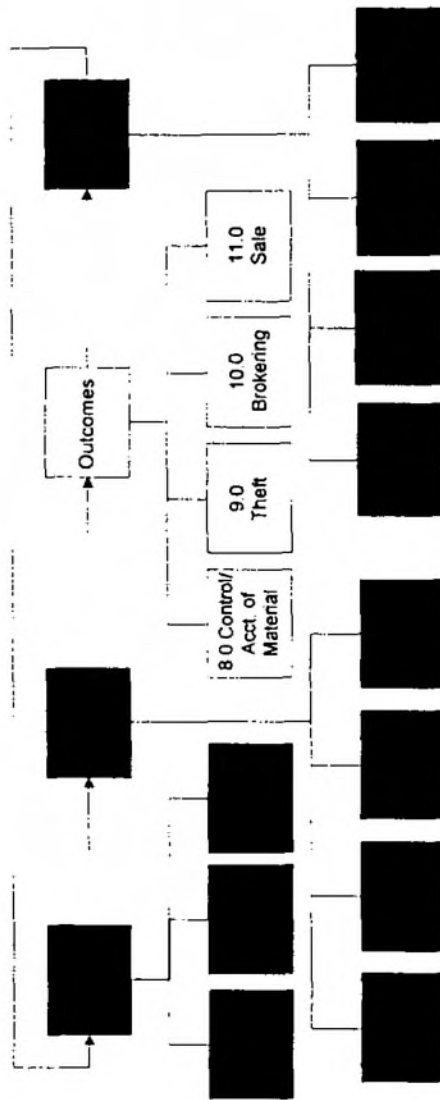 Outcomes
8.0 Control/
Acct. of
Material
9.0
Theft
10.0
Brokering
11.0
Sale